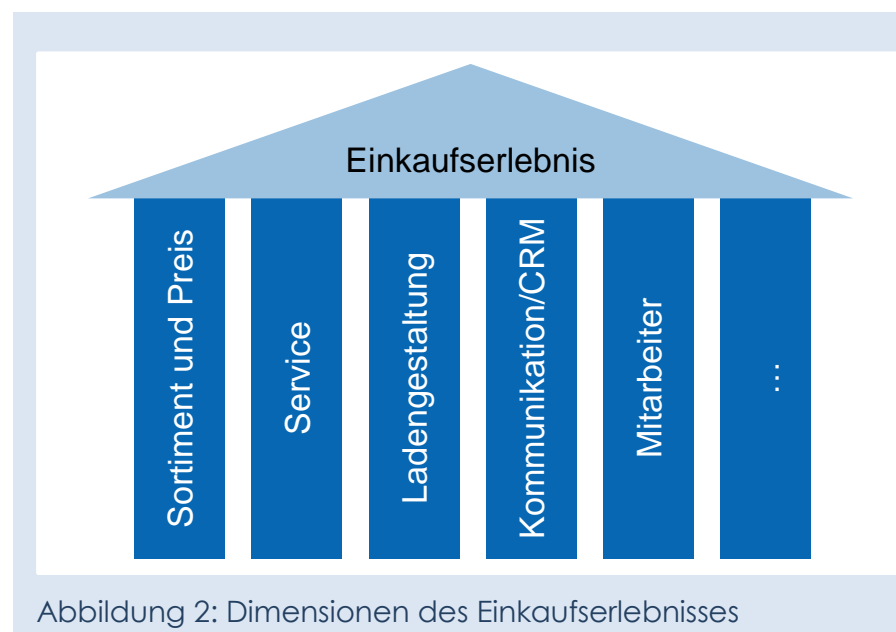 Einkaufserlebnis
Sortiment und Preis
Service
Ladengestaltung
Kommunikation/CRM
Mitarbeiter
...
Abbildung 2: Dimensionen des Einkaufserlebnisses